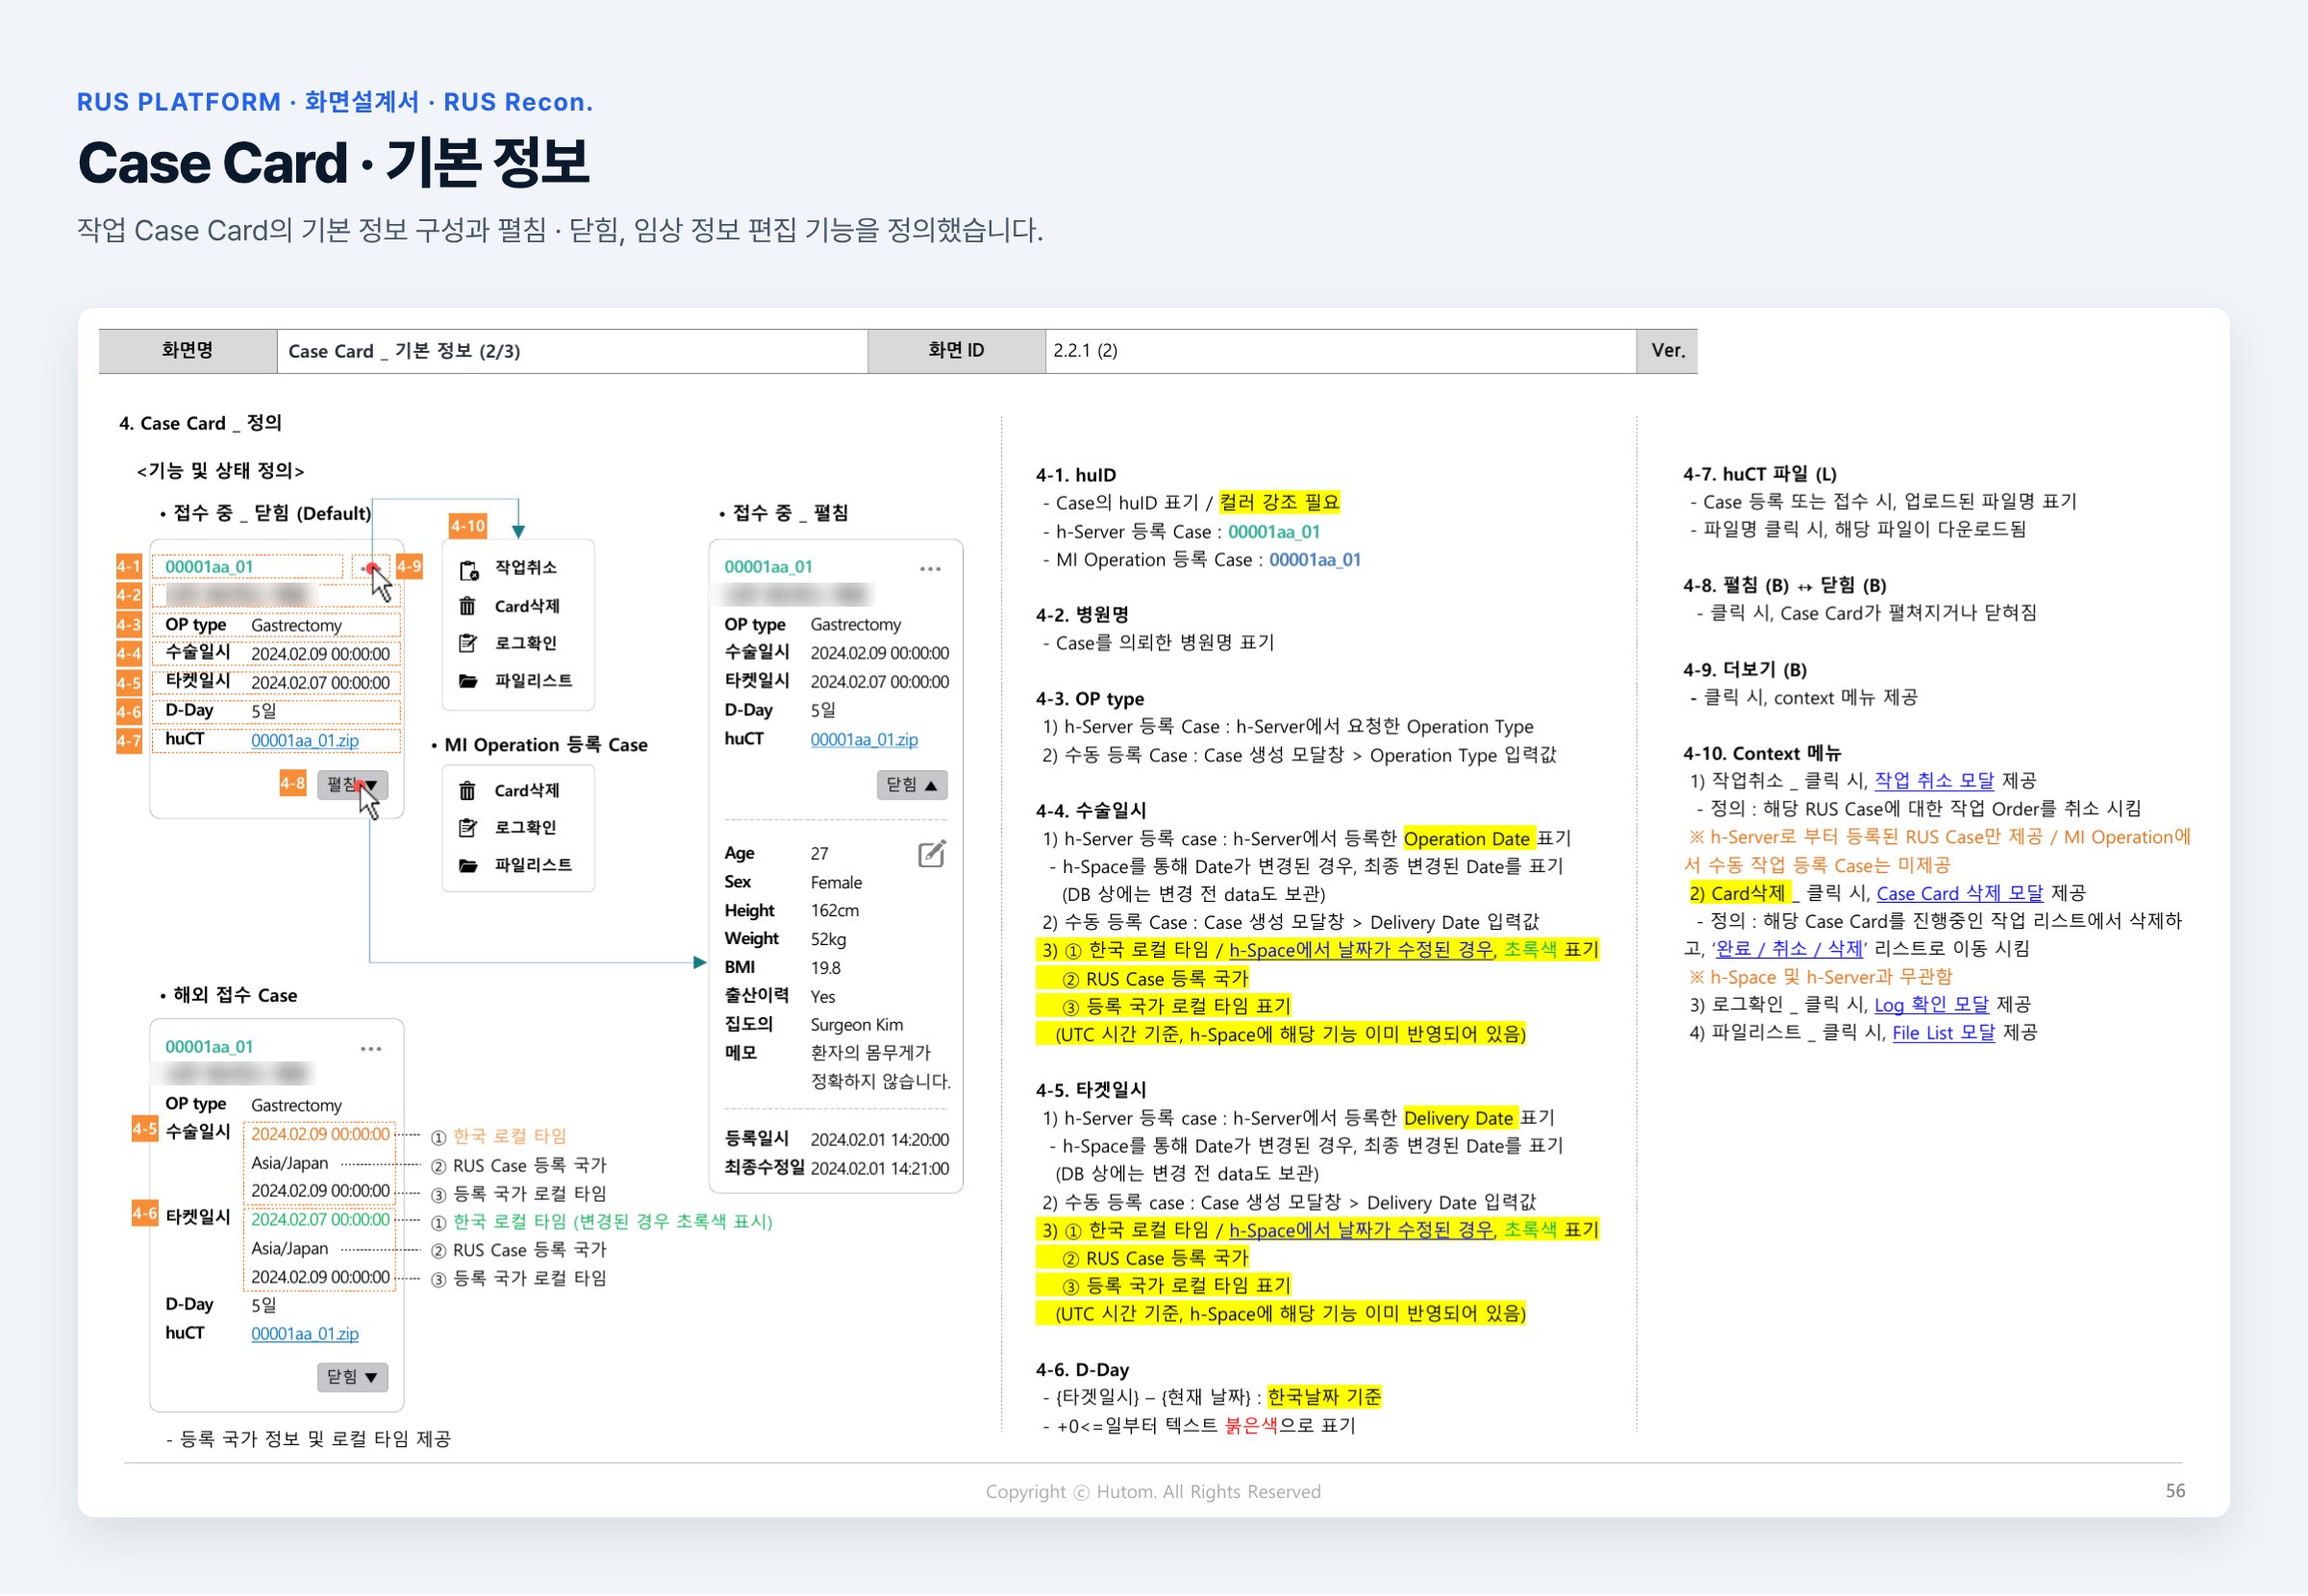 RUS PLATFORM · 화면설계서 · RUS Recon.
Case Card · 기본 정보
작업 Case Card의 기본 정보 구성과 펼침 · 닫힘, 임상 정보 편집 기능을 정의했습니다.
화면명 Case Card _ 기본 정보 (2/3) 화면 ID 2.2.1 (2) Ver.
4. Case Card _ 정의
<기능 및 상태 정의>
• 접수 중 _ 닫힘 (Default)
4-1 00001aa_01 4-9
4-2
4-3 OP type Gastrectomy
4-4 수술일시 2024.02.09 00:00:00
4-5 타켓일시 2024.02.07 00:00:00
4-6 D-Day 5일
4-7 huCT 00001aa_01.zip
4-8 펼침 ▼
4-10
작업취소
Card삭제
로그확인
파일리스트
• MI Operation 등록 Case
Card삭제
로그확인
파일리스트
• 접수 중 _ 펼침
00001aa_01 •••
OP type Gastrectomy
수술일시 2024.02.09 00:00:00
타켓일시 2024.02.07 00:00:00
D-Day 5일
huCT 00001aa_01.zip
닫힘 ▲
Age 27
Sex Female
Height 162cm
Weight 52kg
BMI 19.8
출산이력 Yes
집도의 Surgeon Kim
메모 환자의 몸무게가
정확하지 않습니다.
등록일시 2024.02.01 14:20:00
최종수정일 2024.02.01 14:21:00
• 해외 접수 Case
00001aa_01 •••
OP type Gastrectomy
4-5 수술일시 2024.02.09 00:00:00 ① 한국 로컬 타임
Asia/Japan ② RUS Case 등록 국가
2024.02.09 00:00:00 ③ 등록 국가 로컬 타임
4-6 타켓일시 2024.02.07 00:00:00 ① 한국 로컬 타임 (변경된 경우 초록색 표시)
Asia/Japan ② RUS Case 등록 국가
2024.02.09 00:00:00 ③ 등록 국가 로컬 타임
D-Day 5일
huCT 00001aa_01.zip
닫힘 ▼
- 등록 국가 정보 및 로컬 타임 제공
4-1. huID
- Case의 huID 표기 / 컬러 강조 필요
- h-Server 등록 Case : 00001aa_01
- MI Operation 등록 Case : 00001aa_01
4-2. 병원명
- Case를 의뢰한 병원명 표기
4-3. OP type
1) h-Server 등록 Case : h-Server에서 요청한 Operation Type
2) 수동 등록 Case : Case 생성 모달창 > Operation Type 입력값
4-4. 수술일시
1) h-Server 등록 case : h-Server에서 등록한 Operation Date 표기
- h-Space를 통해 Date가 변경된 경우, 최종 변경된 Date를 표기
(DB 상에는 변경 전 data도 보관)
2) 수동 등록 Case : Case 생성 모달창 > Delivery Date 입력값
3) ① 한국 로컬 타임 / h-Space에서 날짜가 수정된 경우, 초록색 표기
② RUS Case 등록 국가
③ 등록 국가 로컬 타임 표기
(UTC 시간 기준, h-Space에 해당 기능 이미 반영되어 있음)
4-5. 타겟일시
1) h-Server 등록 case : h-Server에서 등록한 Delivery Date 표기
- h-Space를 통해 Date가 변경된 경우, 최종 변경된 Date를 표기
(DB 상에는 변경 전 data도 보관)
2) 수동 등록 case : Case 생성 모달창 > Delivery Date 입력값
3) ① 한국 로컬 타임 / h-Space에서 날짜가 수정된 경우, 초록색 표기
② RUS Case 등록 국가
③ 등록 국가 로컬 타임 표기
(UTC 시간 기준, h-Space에 해당 기능 이미 반영되어 있음)
4-6. D-Day
- {타겟일시} – {현재 날짜} : 한국날짜 기준
- +0<=일부터 텍스트 붉은색으로 표기
4-7. huCT 파일 (L)
- Case 등록 또는 접수 시, 업로드된 파일명 표기
- 파일명 클릭 시, 해당 파일이 다운로드됨
4-8. 펼침 (B) ↔ 닫힘 (B)
- 클릭 시, Case Card가 펼쳐지거나 닫혀짐
4-9. 더보기 (B)
- 클릭 시, context 메뉴 제공
4-10. Context 메뉴
1) 작업취소 _ 클릭 시, 작업 취소 모달 제공
- 정의 : 해당 RUS Case에 대한 작업 Order를 취소 시킴
※ h-Server로 부터 등록된 RUS Case만 제공 / MI Operation에
서 수동 작업 등록 Case는 미제공
2) Card삭제 _ 클릭 시, Case Card 삭제 모달 제공
- 정의 : 해당 Case Card를 진행중인 작업 리스트에서 삭제하
고, ‘완료 / 취소 / 삭제’ 리스트로 이동 시킴
※ h-Space 및 h-Server과 무관함
3) 로그확인 _ 클릭 시, Log 확인 모달 제공
4) 파일리스트 _ 클릭 시, File List 모달 제공
Copyright ⓒ Hutom. All Rights Reserved
56